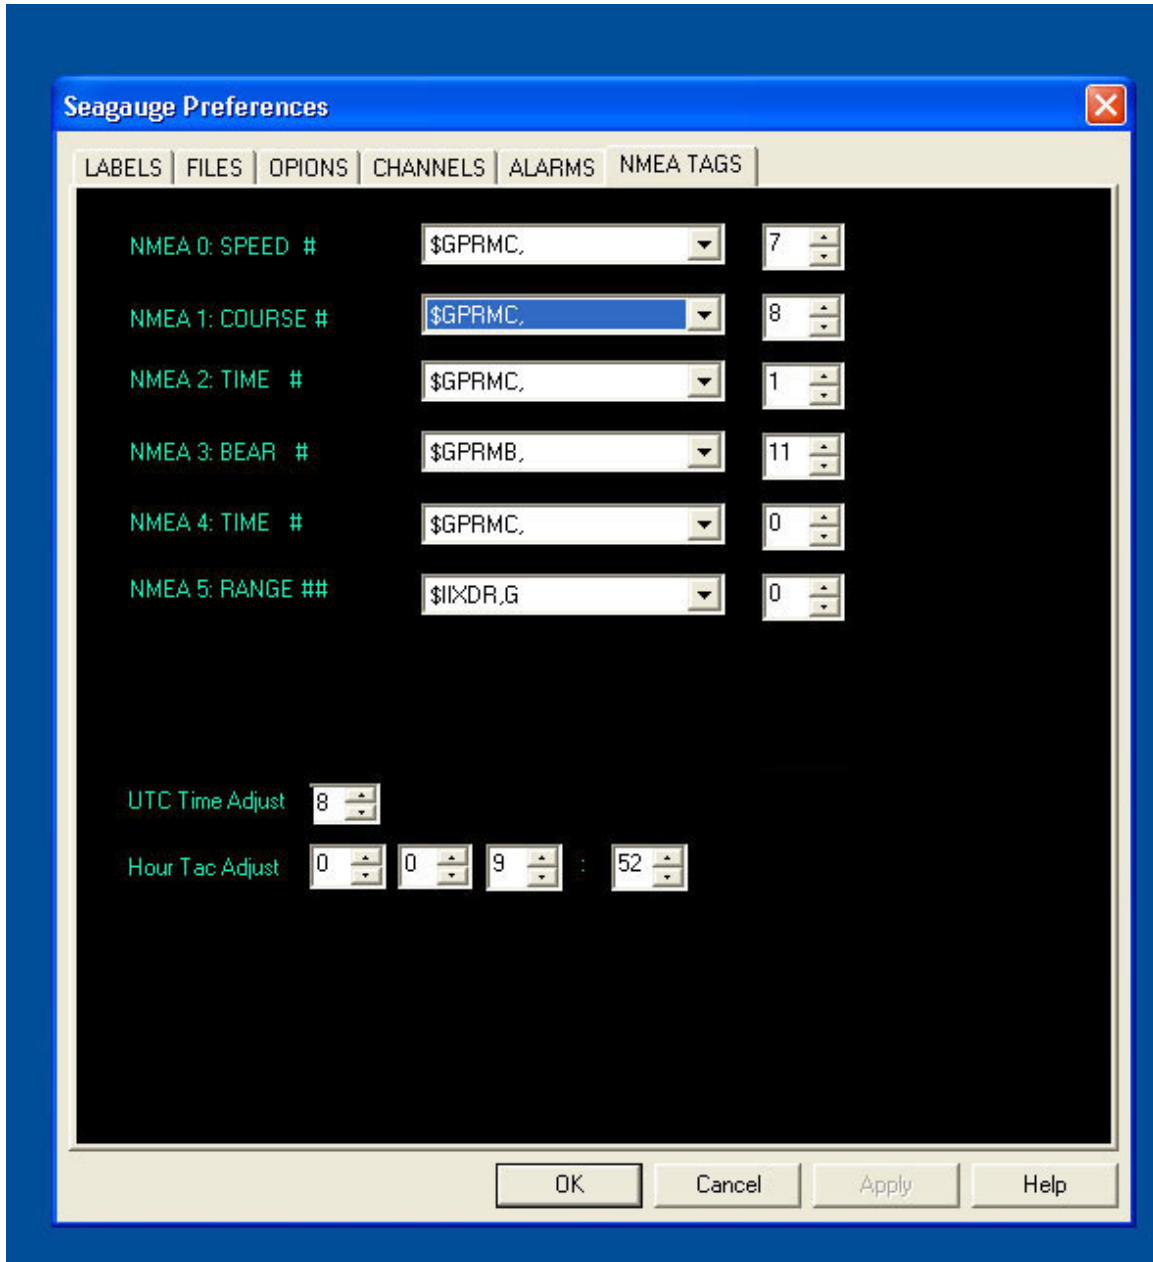 Seagauge Preferences
LABELS FILES OPIONS CHANNELS ALARMS NMEA TAGS
NMEA 0: SPEED # $GPRMC, 7
NMEA 1: COURSE # $GPRMC, 8
NMEA 2: TIME # $GPRMC, 1
NMEA 3: BEAR # $GPRMB, 11
NMEA 4: TIME # $GPRMC, 0
NMEA 5: RANGE ## $IIXDR,G 0
UTC Time Adjust 8
Hour Tac Adjust 0 0 9 : 52
OK Cancel Apply Help